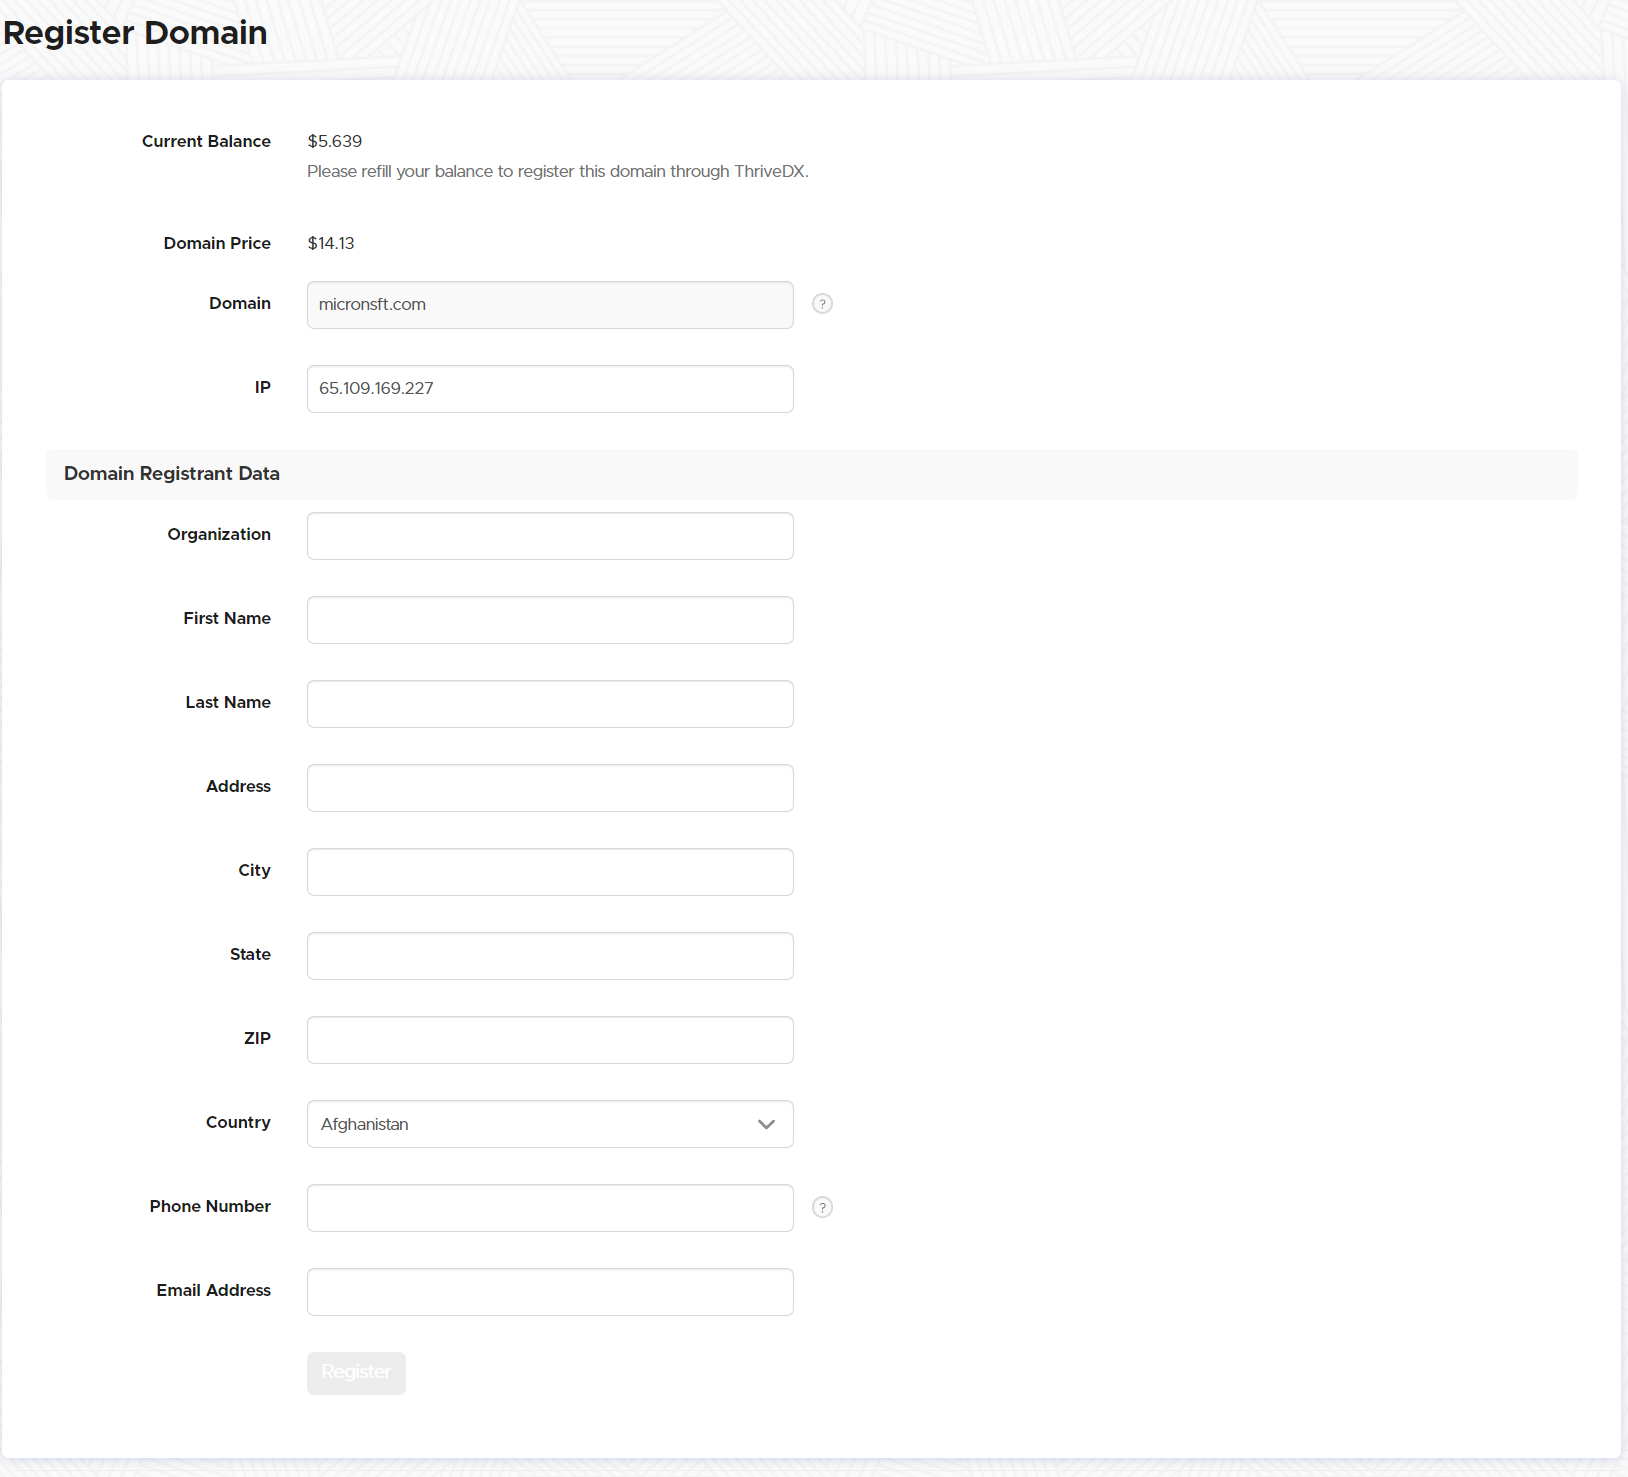 Register Domain
Current Balance
$5.639
Please refill your balance to register this domain through ThriveDX.
Domain Price
$14.13
Domain
micronsft.com
?
IP
65.109.169.227
Domain Registrant Data
Organization
First Name
Last Name
Address
City
State
ZIP
Country
Afghanistan
Phone Number
?
Email Address
Register